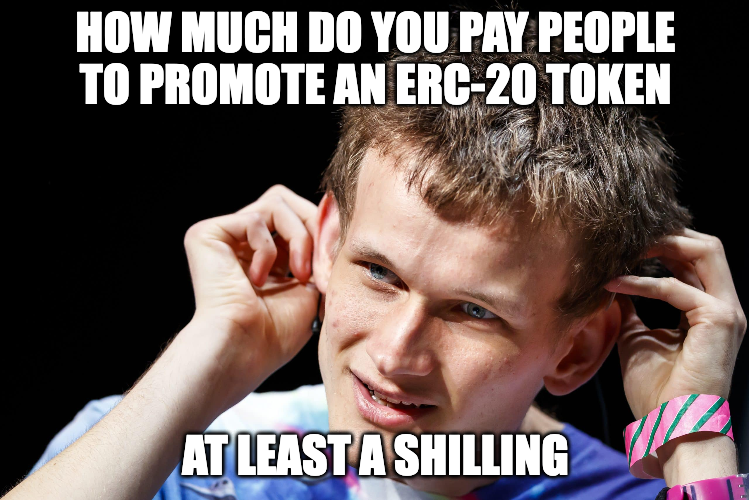 HOW MUCH DO YOU PAY PEOPLE
TO PROMOTE AN ERC-20 TOKEN
AT LEAST A SHILLING